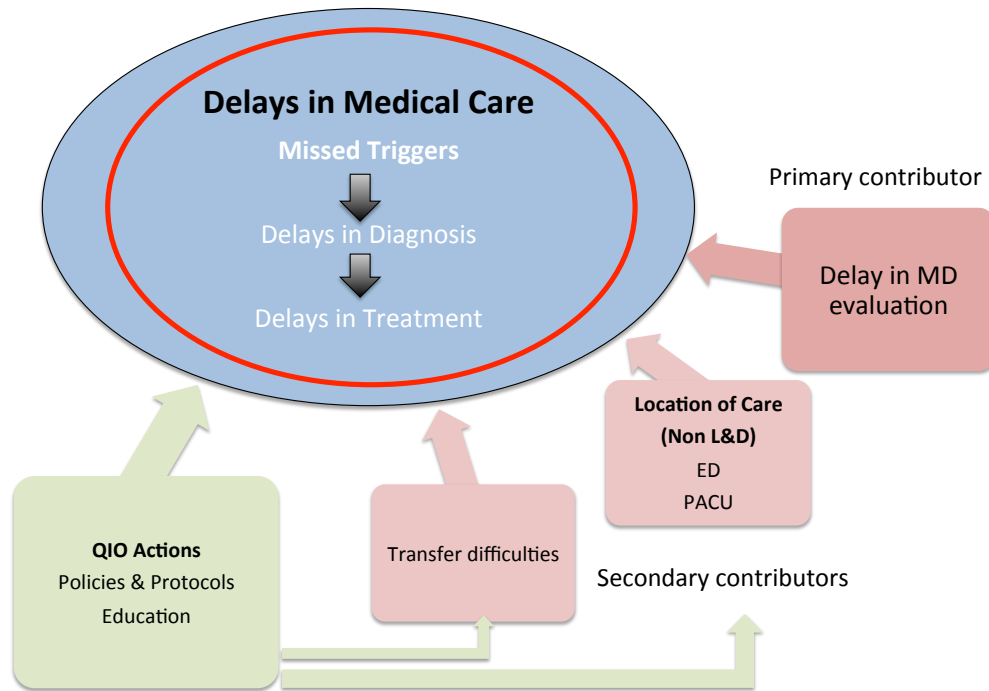 Delays in Medical Care
Missed Triggers
Delays in Diagnosis
Delays in Treatment
Primary contributor
Delay in MD
evaluation
Location of Care
(Non L&D)
ED
PACU
QIO Actions
Policies & Protocols
Education
Transfer difficulties
Secondary contributors